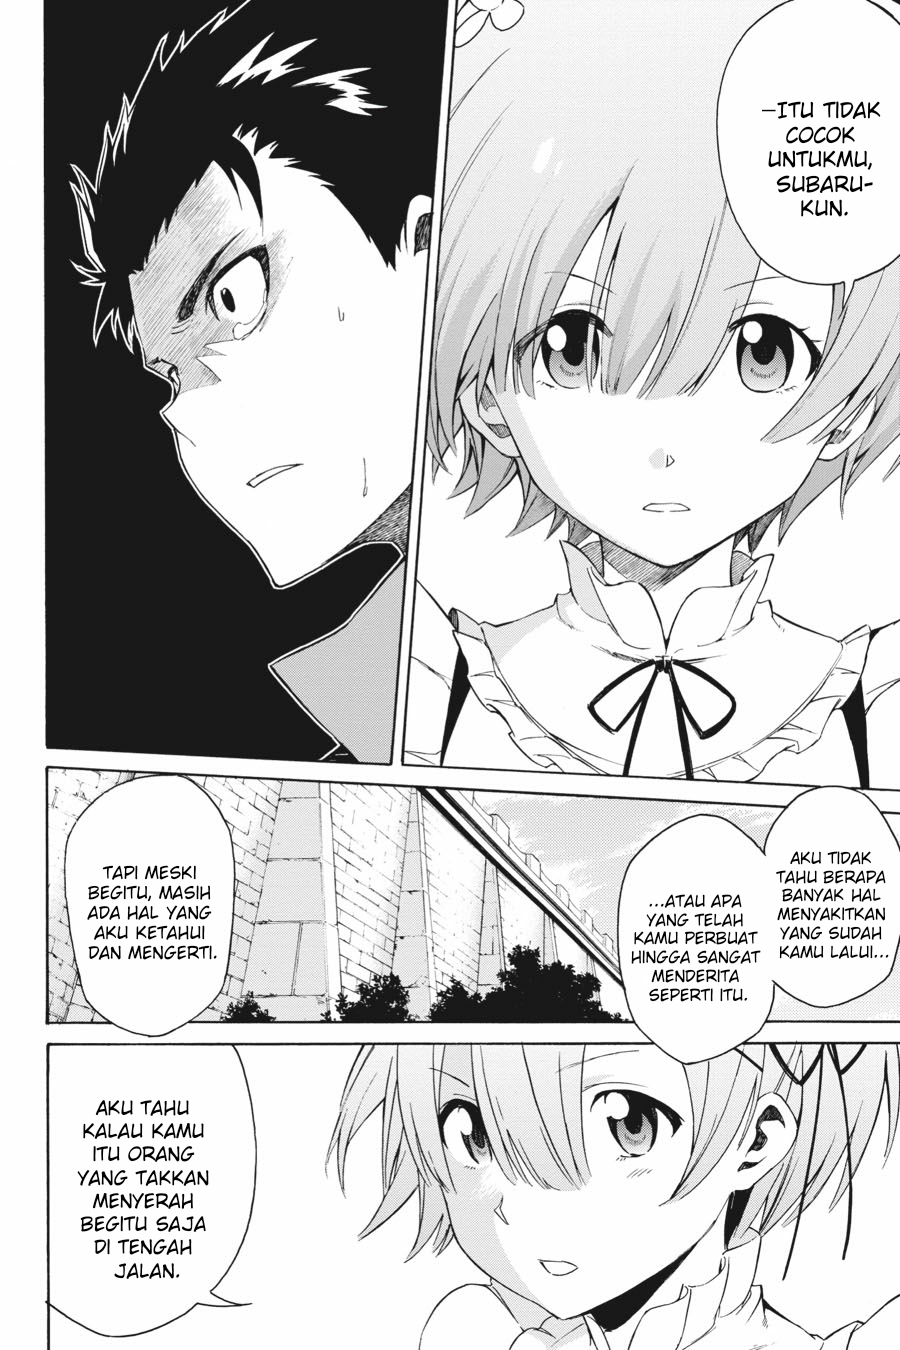 –ITU TIDAK
COCOK
UNTUKMU,
SUBARU-
KUN.
AKU TIDAK
TAHU BERAPA
BANYAK HAL
MENYAKITKAN
YANG SUDAH
KAMU LALUI...
...ATAU APA
YANG TELAH
KAMU PERBUAT
HINGGA SANGAT
MENDERITA
SEPERTI ITU.
TAPI MESKI
BEGITU, MASIH
ADA HAL YANG
AKU KETAHUI
DAN MENGERTI.
AKU TAHU
KALAU KAMU
ITU ORANG
YANG TAKKAN
MENYERAH
BEGITU SAJA
DI TENGAH
JALAN.